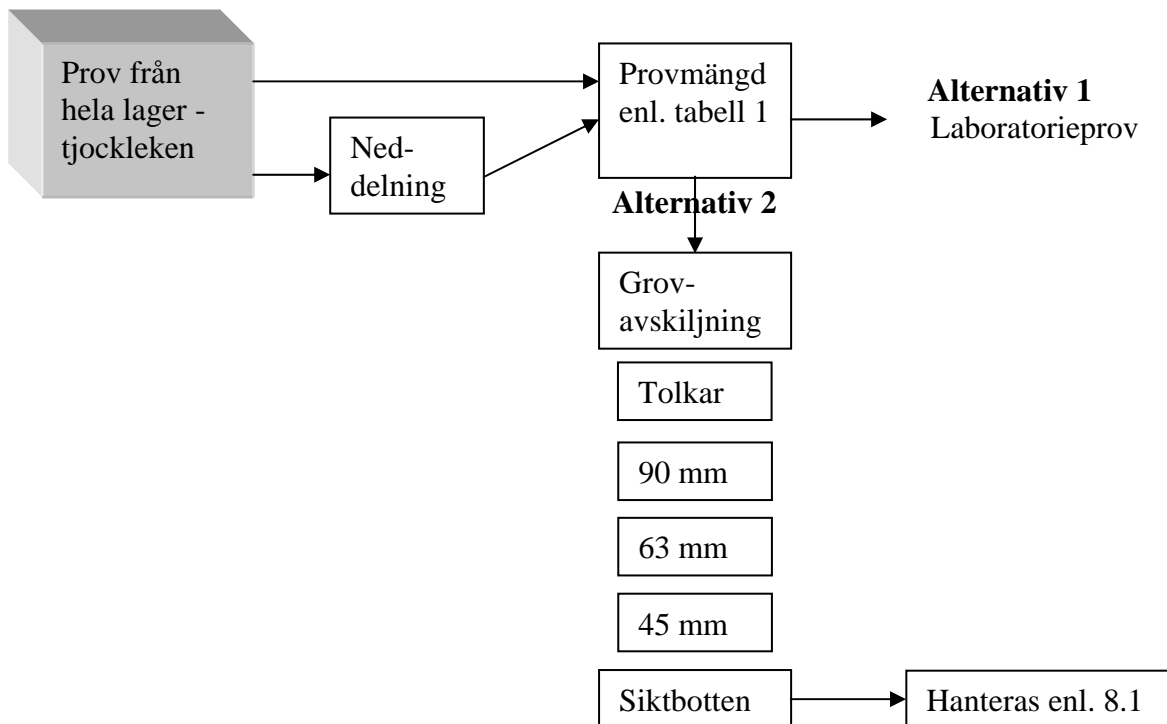 Prov från
hela lager -
tjockleken
Ned-
delning
Provmängd
enl. tabell 1
Alternativ 1
Laboratorieprov
Alternativ 2
Grov-
avskiljning
Tolkar
90 mm
63 mm
45 mm
Siktbotten
Hanteras enl. 8.1